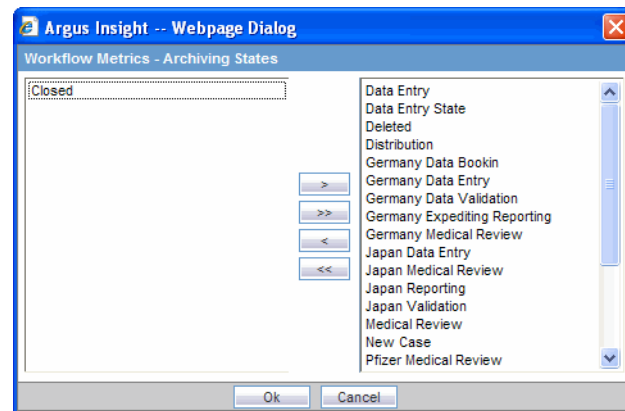 Argus Insight -- Webpage Dialog
Workflow Metrics - Archiving States
Closed
>
>>
<
<<
Data Entry
Data Entry State
Deleted
Distribution
Germany Data Bookin
Germany Data Entry
Germany Data Validation
Germany Expediting Reporting
Germany Medical Review
Japan Data Entry
Japan Medical Review
Japan Reporting
Japan Validation
Medical Review
New Case
Pfizer Medical Review
Ok Cancel